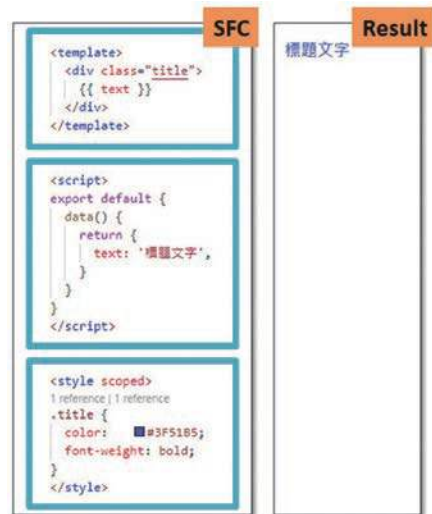 SFC
<template>
<div class="title">
{{ text }}
</div>
</template>
<script>
export default {
data() {
return {
text: '標題文字',
}
}
}
</script>
<style scoped>
1 reference | 1 reference
.title {
color: #3F51B5;
font-weight: bold;
}
</style>
Result
標題文字